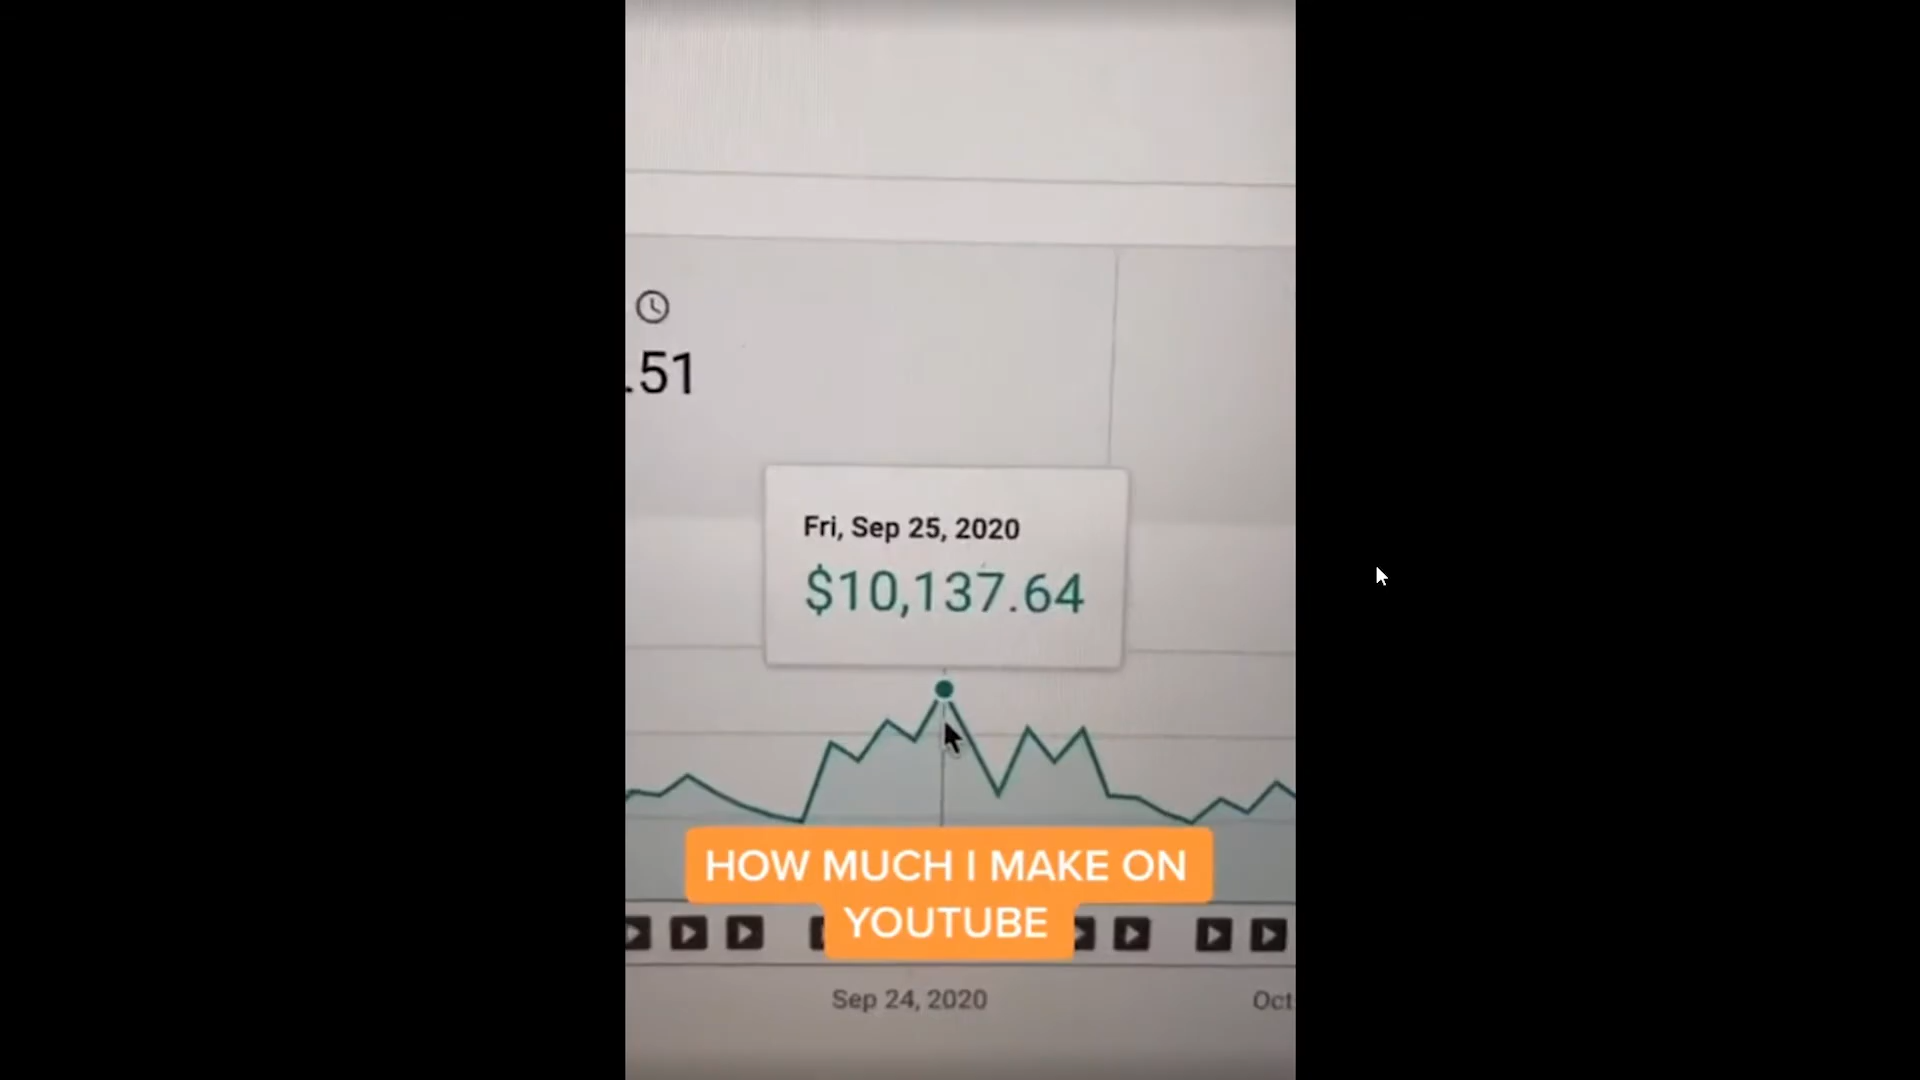 .51
Fri, Sep 25, 2020
$10,137.64
HOW MUCH I MAKE ON
YOUTUBE
Sep 24, 2020
Oct